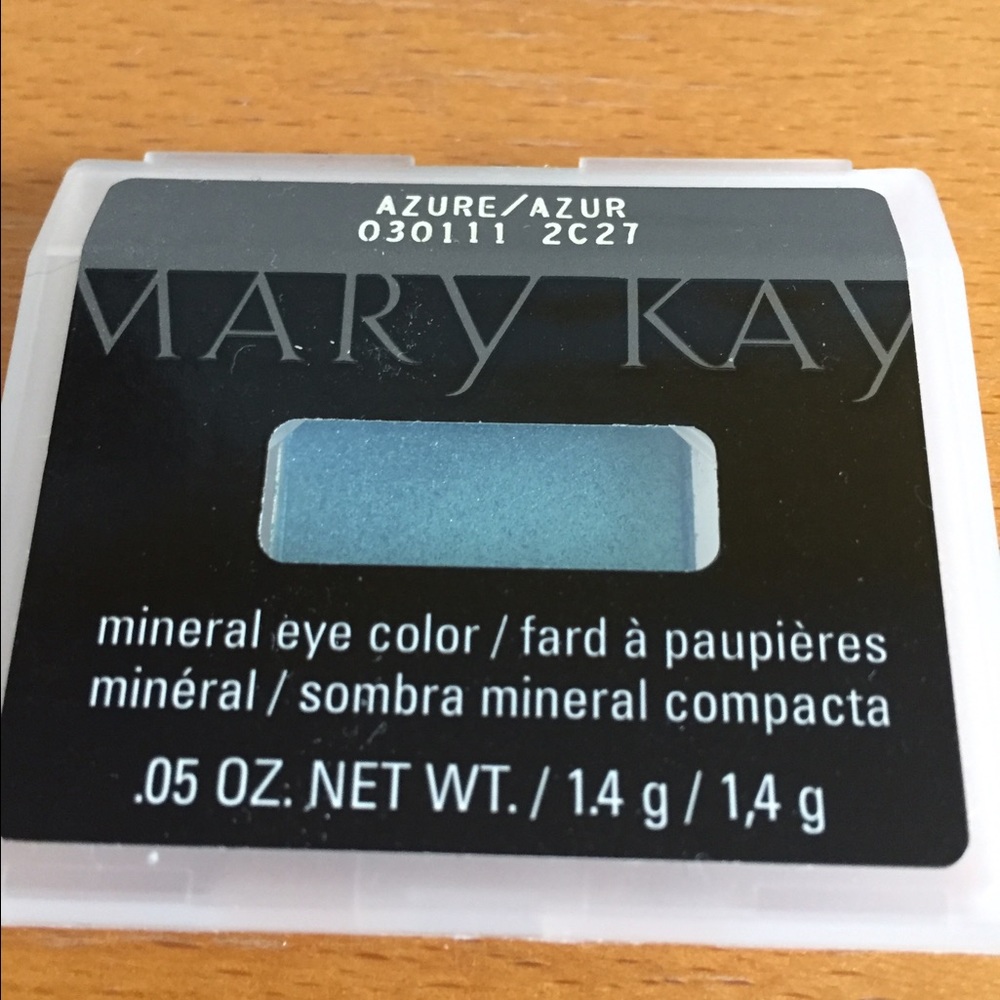 AZURE/AZUR
030111 2C27
MARY KAY
mineral eye color / fard à paupières
minéral / sombra mineral compacta
.05 OZ. NET WT. / 1.4 g / 1,4 g